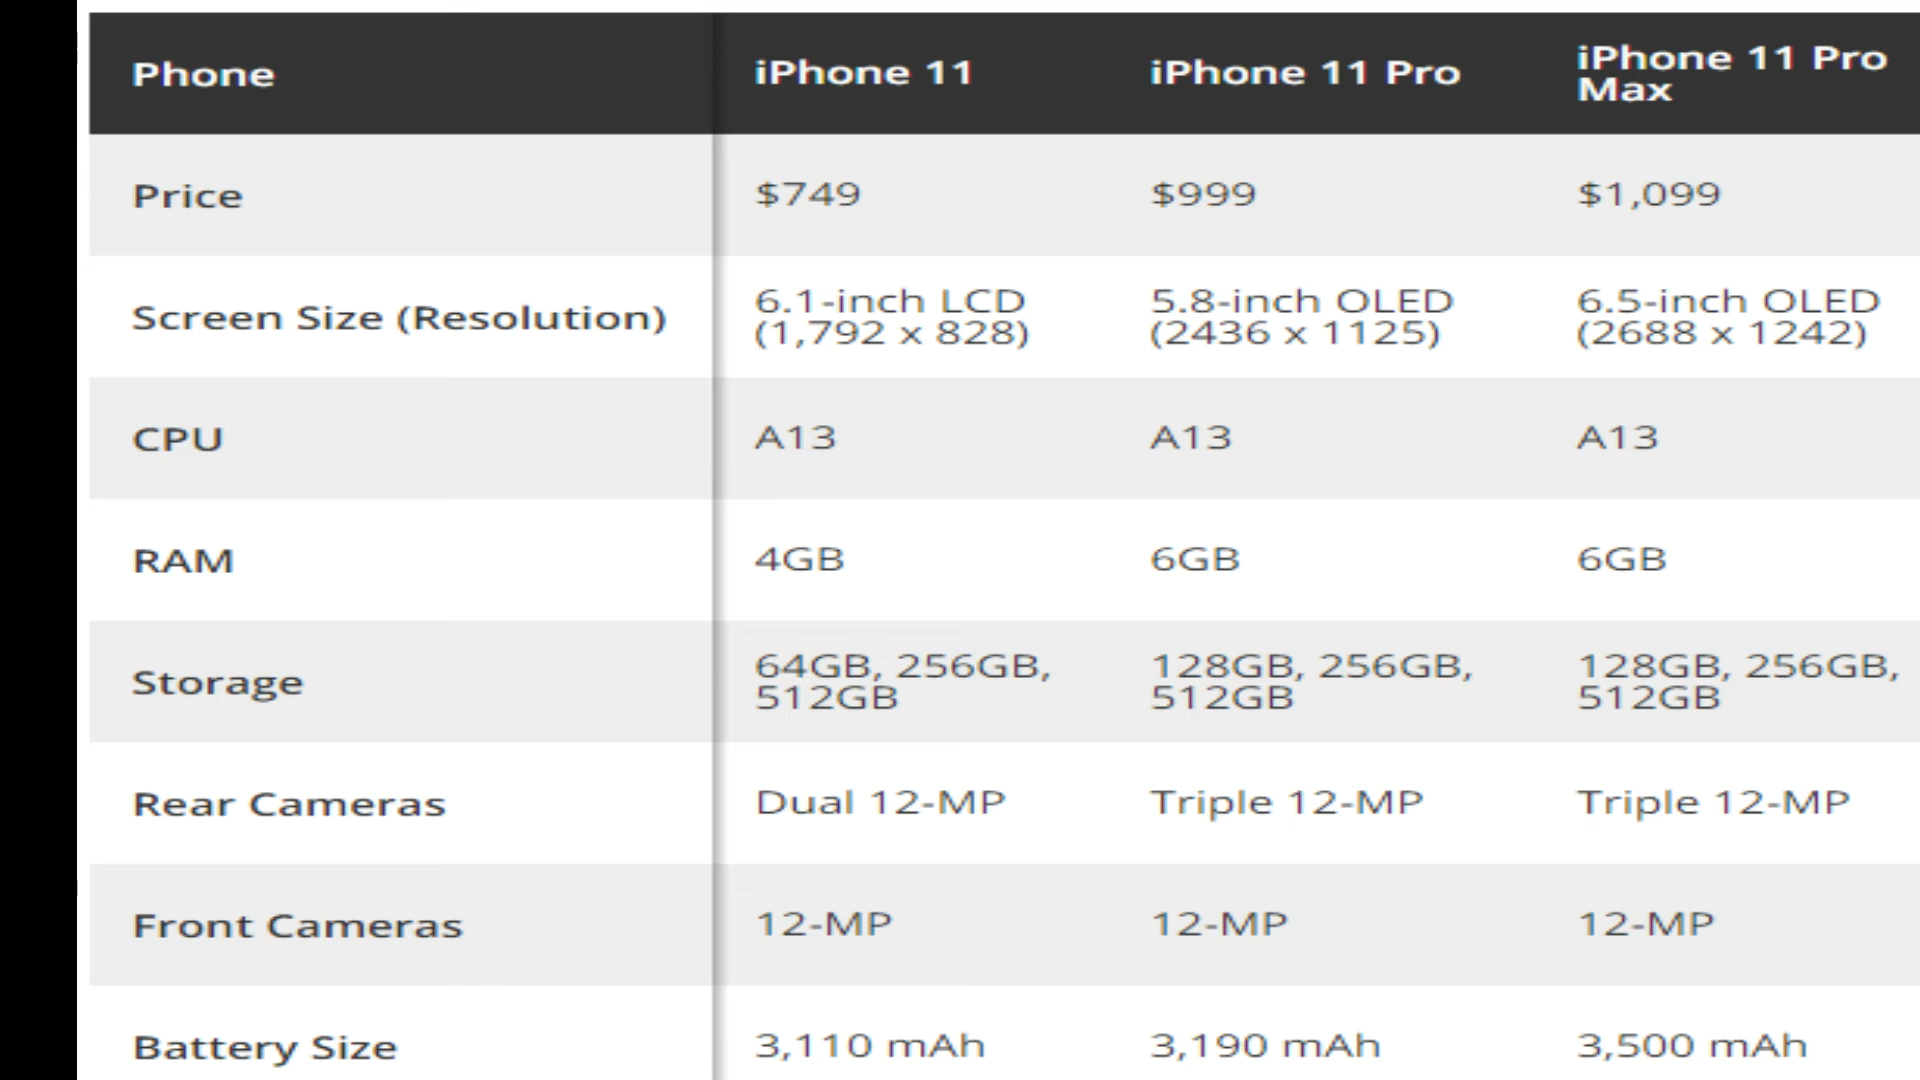 Phone iPhone 11 iPhone 11 Pro iPhone 11 Pro
Max
Price $749 $999 $1,099
Screen Size (Resolution) 6.1-inch LCD 5.8-inch OLED 6.5-inch OLED
(1,792 x 828) (2436 x 1125) (2688 x 1242)
CPU A13 A13 A13
RAM 4GB 6GB 6GB
Storage 64GB, 256GB, 128GB, 256GB, 128GB, 256GB,
512GB 512GB 512GB
Rear Cameras Dual 12-MP Triple 12-MP Triple 12-MP
Front Cameras 12-MP 12-MP 12-MP
Battery Size 3,110 mAh 3,190 mAh 3,500 mAh